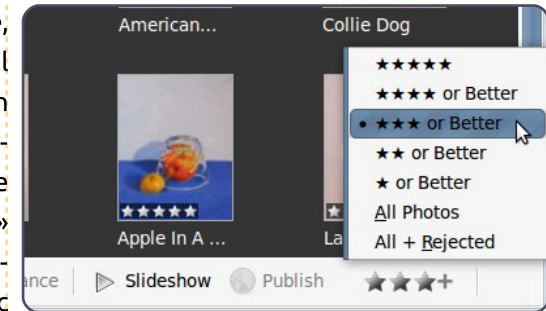 American...
Collie Dog
★★★★★
★★★★ or Better
• ★★★ or Better
★★ or Better
★ or Better
All Photos
All + Rejected
★★★★★
Apple In A ...
Slideshow
Publish
★★★+